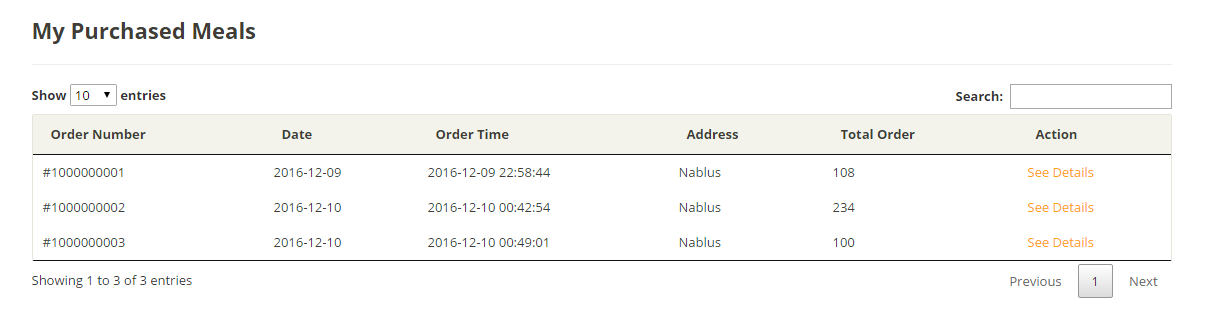 My Purchased Meals
Show 10 entries Search:
Order Number Date Order Time Address Total Order Action
#1000000001 2016-12-09 2016-12-09 22:58:44 Nablus 108 See Details
#1000000002 2016-12-10 2016-12-10 00:42:54 Nablus 234 See Details
#1000000003 2016-12-10 2016-12-10 00:49:01 Nablus 100 See Details
Showing 1 to 3 of 3 entries Previous 1 Next